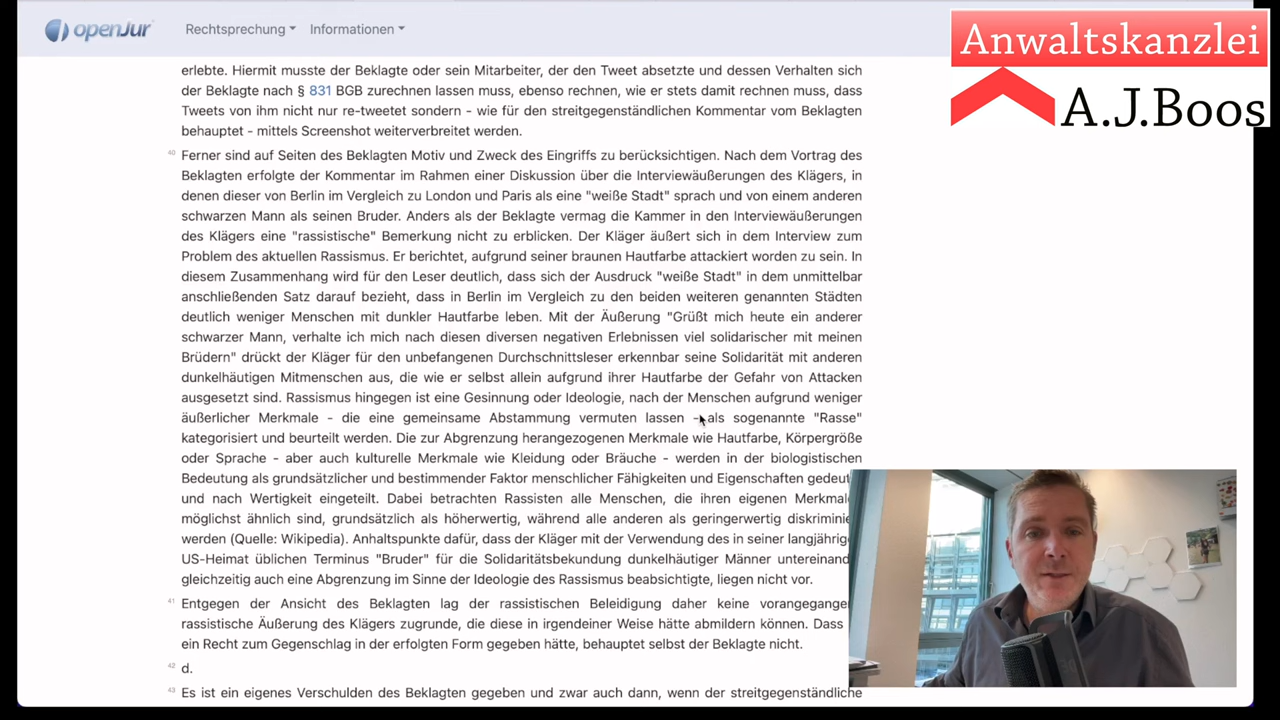 openJur Rechtsprechung Informationen
Anwaltskanzlei
A.J.Boos
erlebte. Hiermit musste der Beklagte oder sein Mitarbeiter, der den Tweet absetzte und dessen Verhalten sich
der Beklagte nach § 831 BGB zurechnen lassen muss, ebenso rechnen, wie er stets damit rechnen muss, dass
Tweets von ihm nicht nur re-tweetet sondern - wie für den streitgegenständlichen Kommentar vom Beklagten
behauptet - mittels Screenshot weiterverbreitet werden.
40 Ferner sind auf Seiten des Beklagten Motiv und Zweck des Eingriffs zu berücksichtigen. Nach dem Vortrag des
Beklagten erfolgte der Kommentar im Rahmen einer Diskussion über die Interviewäußerungen des Klägers, in
denen dieser von Berlin im Vergleich zu London und Paris als eine "weiße Stadt" sprach und von einem anderen
schwarzen Mann als seinen Bruder. Anders als der Beklagte vermag die Kammer in den Interviewäußerungen
des Klägers eine "rassistische" Bemerkung nicht zu erblicken. Der Kläger äußert sich in dem Interview zum
Problem des aktuellen Rassismus. Er berichtet, aufgrund seiner braunen Hautfarbe attackiert worden zu sein. In
diesem Zusammenhang wird für den Leser deutlich, dass sich der Ausdruck "weiße Stadt" in dem unmittelbar
anschließenden Satz darauf bezieht, dass in Berlin im Vergleich zu den beiden weiteren genannten Städten
deutlich weniger Menschen mit dunkler Hautfarbe leben. Mit der Äußerung "Grüßt mich heute ein anderer
schwarzer Mann, verhalte ich mich nach diesen diversen negativen Erlebnissen viel solidarischer mit meinen
Brüdern" drückt der Kläger für den unbefangenen Durchschnittsleser erkennbar seine Solidarität mit anderen
dunkelhäutigen Mitmenschen aus, die wie er selbst allein aufgrund ihrer Hautfarbe der Gefahr von Attacken
ausgesetzt sind. Rassismus hingegen ist eine Gesinnung oder Ideologie, nach der Menschen aufgrund weniger
äußerlicher Merkmale - die eine gemeinsame Abstammung vermuten lassen - als sogenannte "Rasse"
kategorisiert und beurteilt werden. Die zur Abgrenzung herangezogenen Merkmale wie Hautfarbe, Körpergröße
oder Sprache - aber auch kulturelle Merkmale wie Kleidung oder Bräuche - werden in der biologistischen
Bedeutung als grundsätzlicher und bestimmender Faktor menschlicher Fähigkeiten und Eigenschaften gedeut
und nach Wertigkeit eingeteilt. Dabei betrachten Rassisten alle Menschen, die ihren eigenen Merkmale
möglichst ähnlich sind, grundsätzlich als höherwertig, während alle anderen als geringerwertig diskriminie
werden (Quelle: Wikipedia). Anhaltspunkte dafür, dass der Kläger mit der Verwendung des in seiner langjährige
US-Heimat üblichen Terminus "Bruder" für die Solidaritätsbekundung dunkelhäutiger Männer untereinand
gleichzeitig auch eine Abgrenzung im Sinne der Ideologie des Rassismus beabsichtigte, liegen nicht vor.
41 Entgegen der Ansicht des Beklagten lag der rassistischen Beleidigung daher keine vorangegangen
rassistische Äußerung des Klägers zugrunde, die diese in irgendeiner Weise hätte abmildern können. Dass
ein Recht zum Gegenschlag in der erfolgten Form gegeben hätte, behauptet selbst der Beklagte nicht.
42 d.
43 Es ist ein eigenes Verschulden des Beklagten gegeben und zwar auch dann, wenn der streitgegenständliche